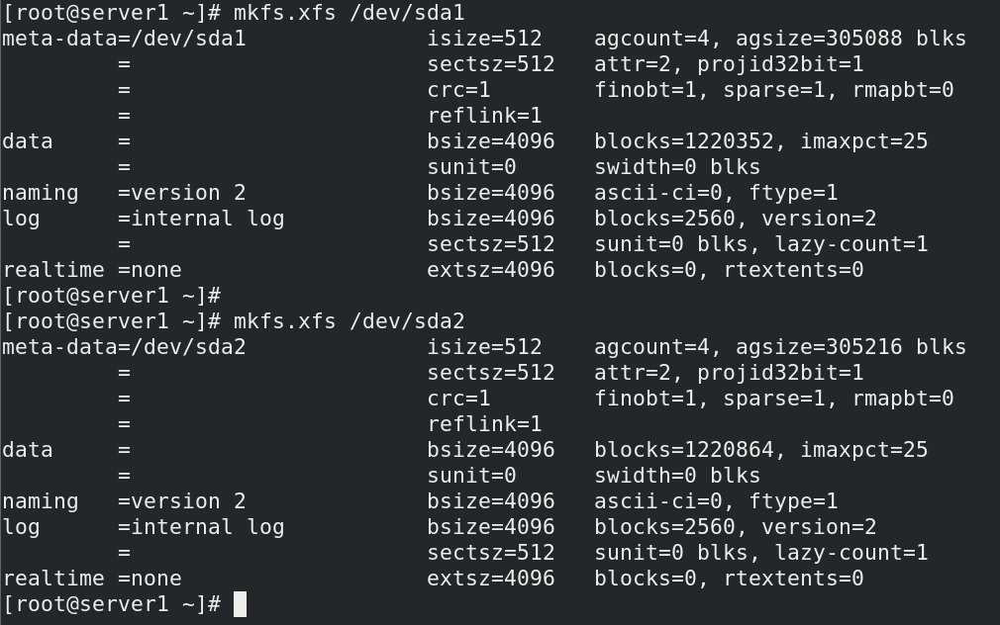 [root@server1 ~]# mkfs.xfs /dev/sda1
meta-data=/dev/sda1              isize=512    agcount=4, agsize=305088 blks
         =                       sectsz=512   attr=2, projid32bit=1
         =                       crc=1        finobt=1, sparse=1, rmapbt=0
         =                       reflink=1
data     =                       bsize=4096   blocks=1220352, imaxpct=25
         =                       sunit=0      swidth=0 blks
naming   =version 2              bsize=4096   ascii-ci=0, ftype=1
log      =internal log           bsize=4096   blocks=2560, version=2
         =                       sectsz=512   sunit=0 blks, lazy-count=1
realtime =none                   extsz=4096   blocks=0, rtextents=0
[root@server1 ~]#
[root@server1 ~]# mkfs.xfs /dev/sda2
meta-data=/dev/sda2              isize=512    agcount=4, agsize=305216 blks
         =                       sectsz=512   attr=2, projid32bit=1
         =                       crc=1        finobt=1, sparse=1, rmapbt=0
         =                       reflink=1
data     =                       bsize=4096   blocks=1220864, imaxpct=25
         =                       sunit=0      swidth=0 blks
naming   =version 2              bsize=4096   ascii-ci=0, ftype=1
log      =internal log           bsize=4096   blocks=2560, version=2
         =                       sectsz=512   sunit=0 blks, lazy-count=1
realtime =none                   extsz=4096   blocks=0, rtextents=0
[root@server1 ~]#